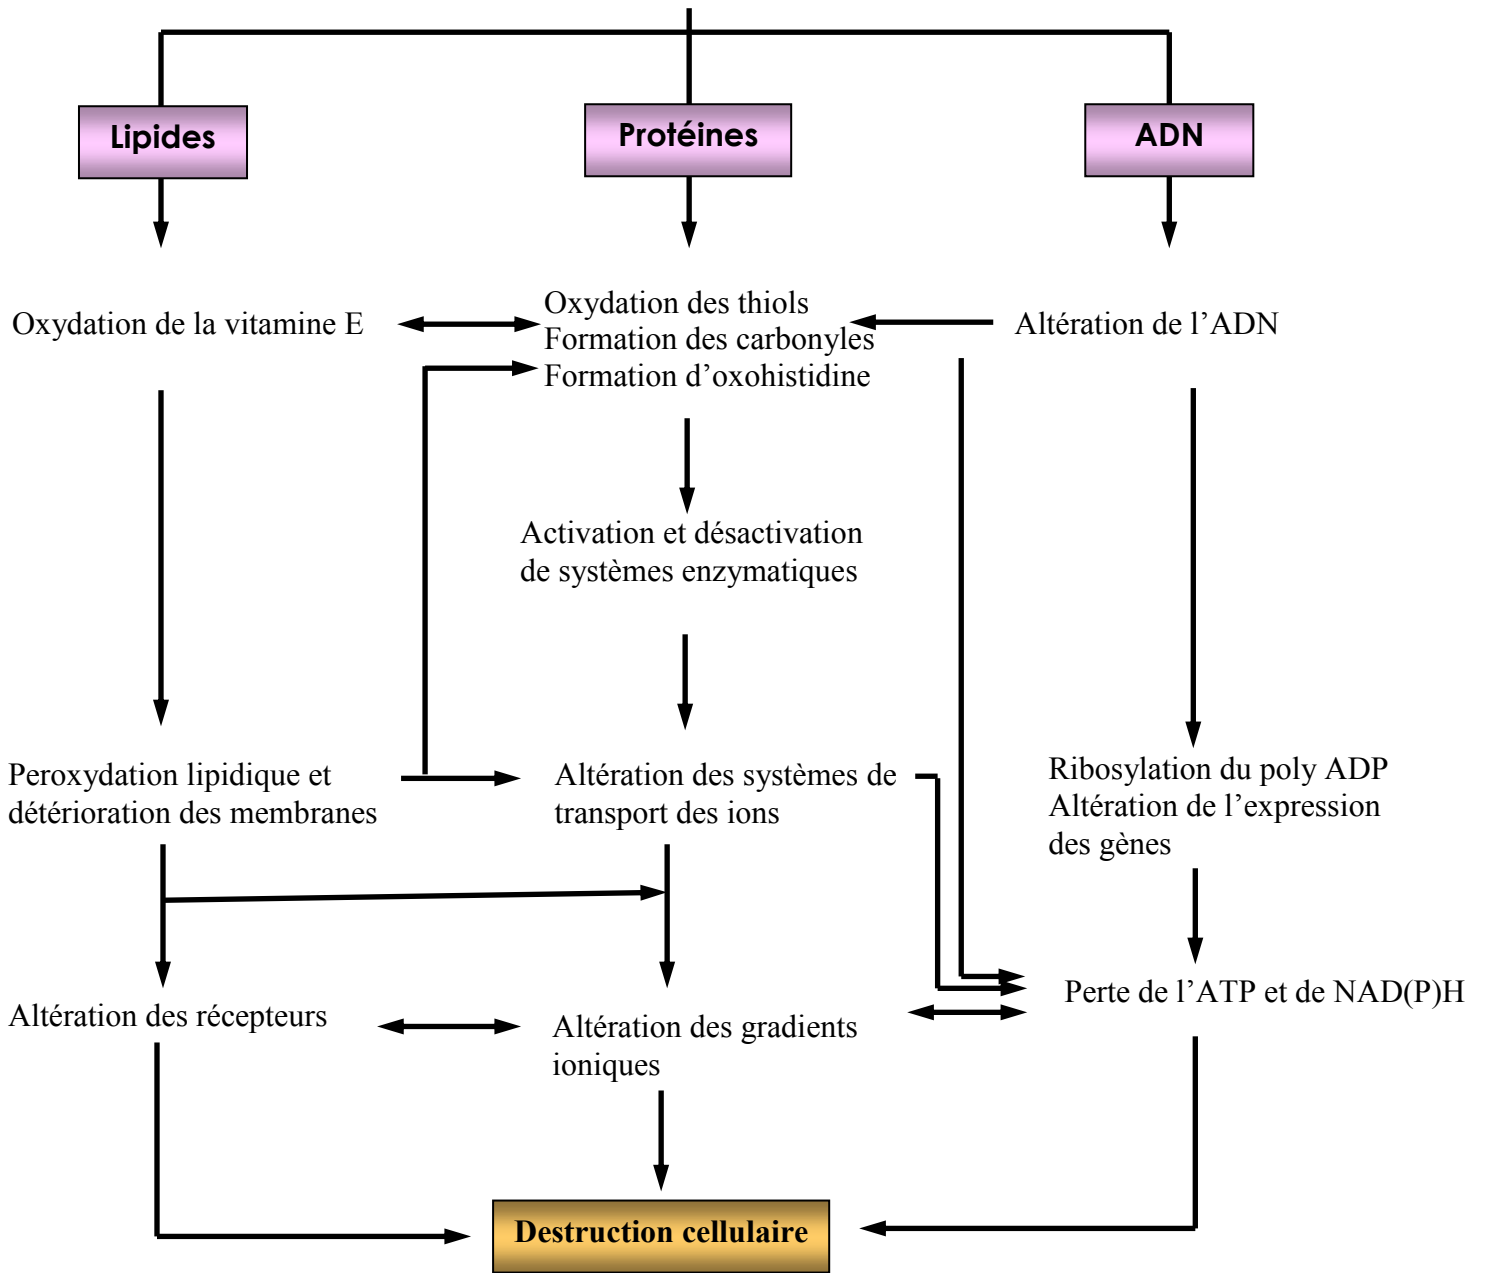 Lipides
Protéines
ADN
Oxydation de la vitamine E
Oxydation des thiols
Formation des carbonyles
Formation d’oxohistidine
Altération de l’ADN
Activation et désactivation
de systèmes enzymatiques
Peroxydation lipidique et
détérioration des membranes
Altération des systèmes de
transport des ions
Ribosylation du poly ADP
Altération de l’expression
des gènes
Altération des récepteurs
Altération des gradients
ioniques
Perte de l’ATP et de NAD(P)H
Destruction cellulaire